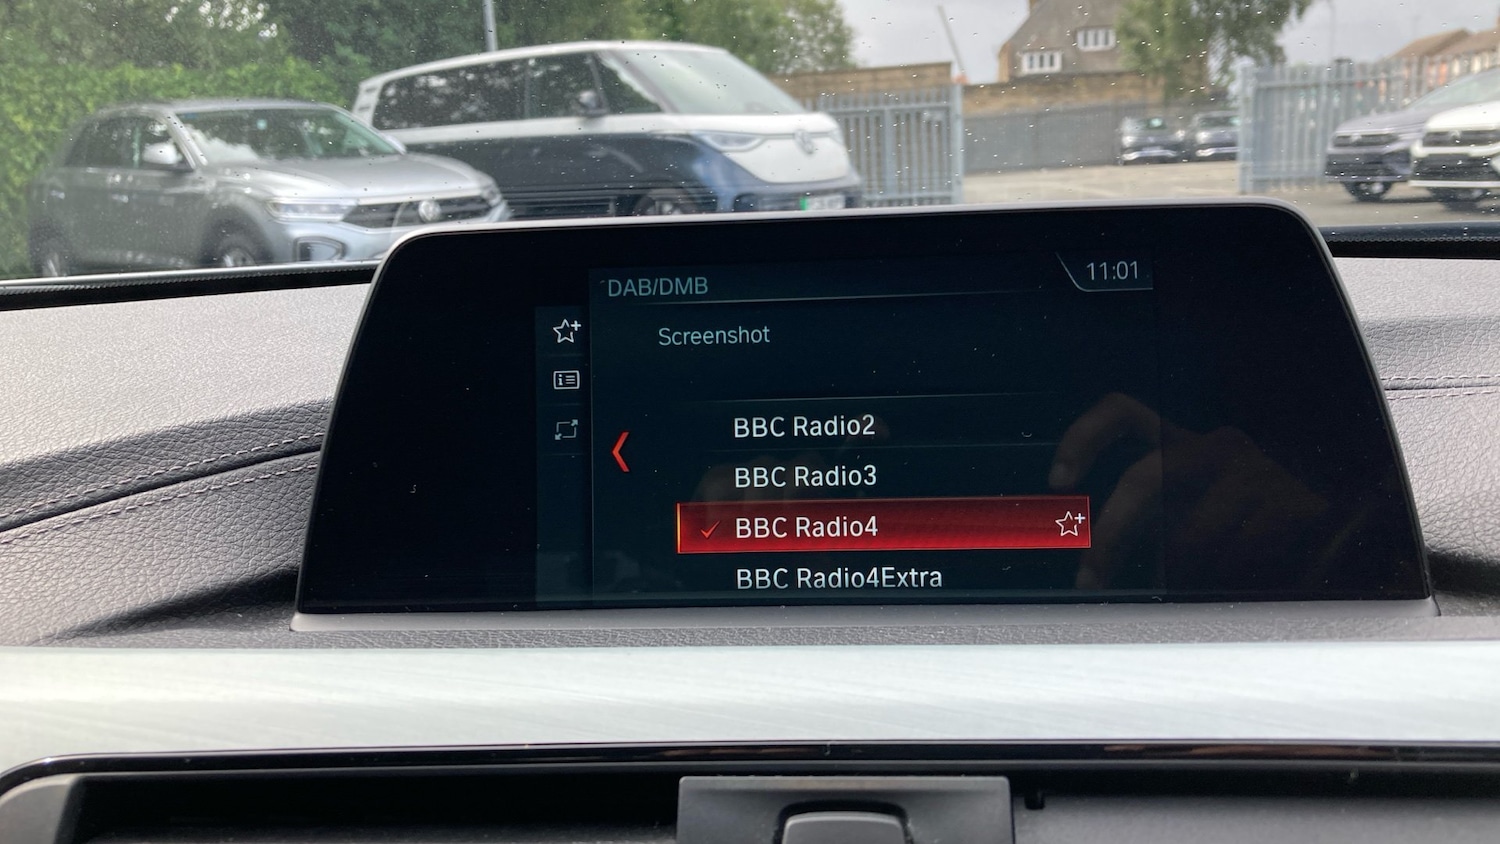 DAB/DMB
11:01
Screenshot
BBC Radio2
BBC Radio3
BBC Radio4
BBC Radio4Extra